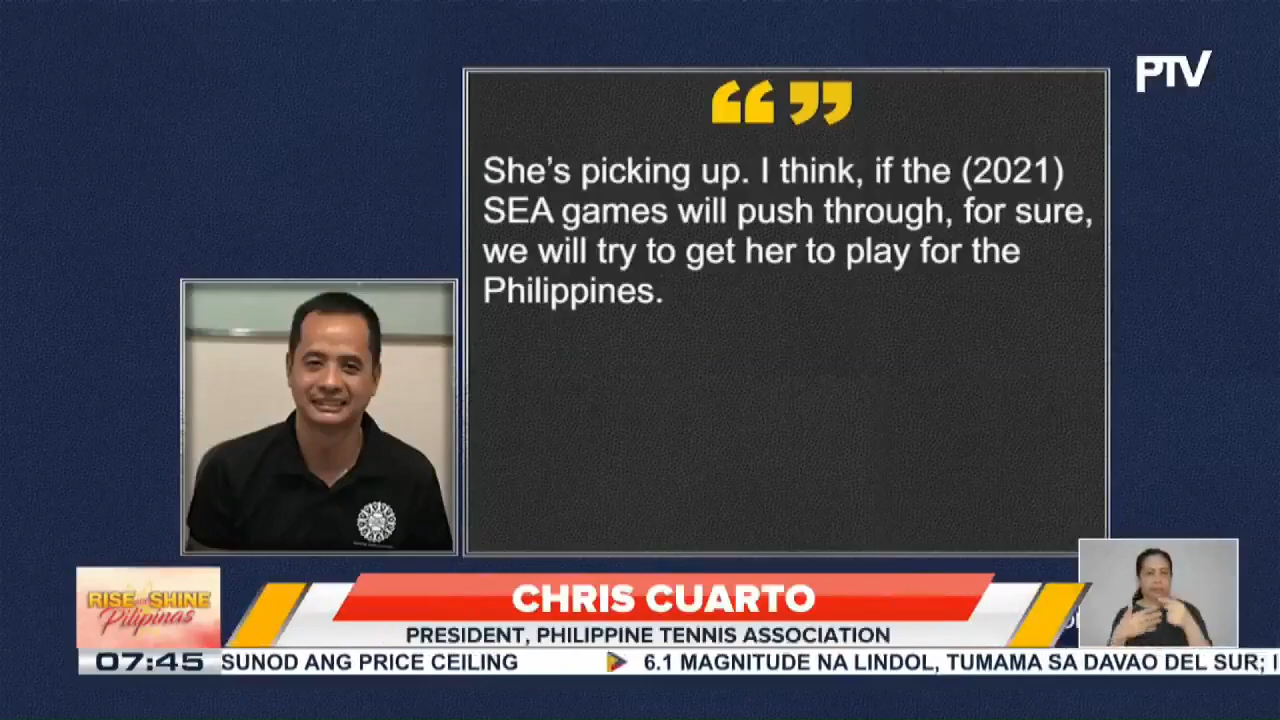 PTV
She’s picking up. I think, if the (2021)
SEA games will push through, for sure,
we will try to get her to play for the
Philippines.
RISE AND SHINE
Pilipinas
CHRIS CUARTO
PRESIDENT, PHILIPPINE TENNIS ASSOCIATION
07:45 SUNOD ANG PRICE CEILING 6.1 MAGNITUDE NA LINDOL, TUMAMA SA DAVAO DEL SUR;